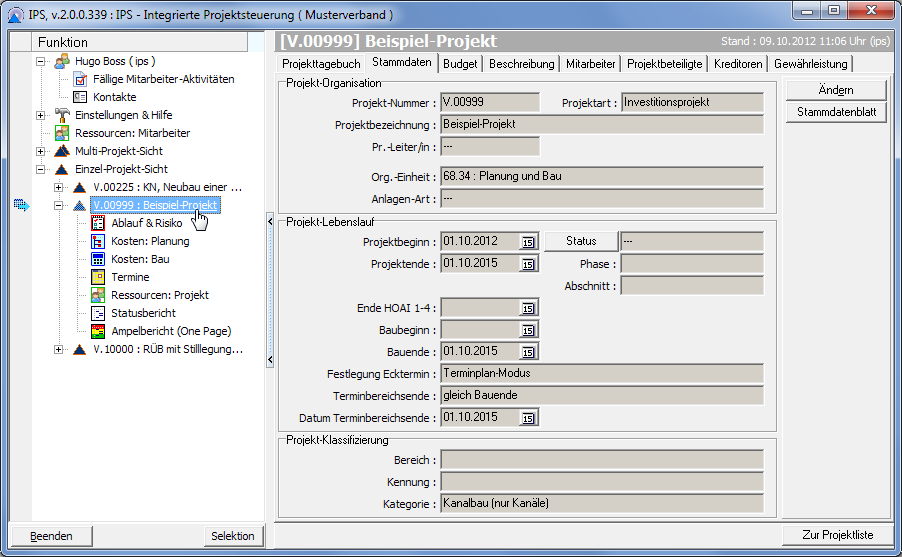 IPS, v.2.0.0.339 : IPS - Integrierte Projektsteuerung ( Musterverband )
Funktion
Hugo Boss ( ips )
Fällige Mitarbeiter-Aktivitäten
Kontakte
Einstellungen & Hilfe
Ressourcen: Mitarbeiter
Multi-Projekt-Sicht
Einzel-Projekt-Sicht
V.00225 : KN, Neubau einer ...
V.00999 : Beispiel-Projekt
Ablauf & Risiko
Kosten: Planung
Kosten: Bau
Termine
Ressourcen: Projekt
Statusbericht
Ampelbericht (One Page)
V.10000 : RÜB mit Stilllegung...
Beenden
Selektion
[V.00999] Beispiel-Projekt
Stand : 09.10.2012 11:06 Uhr (ips)
Projekttagebuch Stammdaten Budget Beschreibung Mitarbeiter Projektbeteiligte Kreditoren Gewährleistung
Projekt-Organisation
Projekt-Nummer : V.00999 Projektart : Investitionsprojekt
Projektbezeichnung : Beispiel-Projekt
Pr.-Leiter/in : ---
Org.-Einheit : 68.34 : Planung und Bau
Anlagen-Art : ---
Projekt-Lebenslauf
Projektbeginn : 01.10.2012 15 Status ---
Projektende : 01.10.2015 15 Phase :
Abschnitt :
Ende HOAI 1-4 : 15
Baubeginn : 15
Bauende : 01.10.2015 15
Festlegung Ecktermin : Terminplan-Modus
Terminbereichsende : gleich Bauende
Datum Terminbereichsende : 01.10.2015 15
Projekt-Klassifizierung
Bereich :
Kennung :
Kategorie : Kanalbau (nur Kanäle)
Ändern
Stammdatenblatt
Zur Projektliste